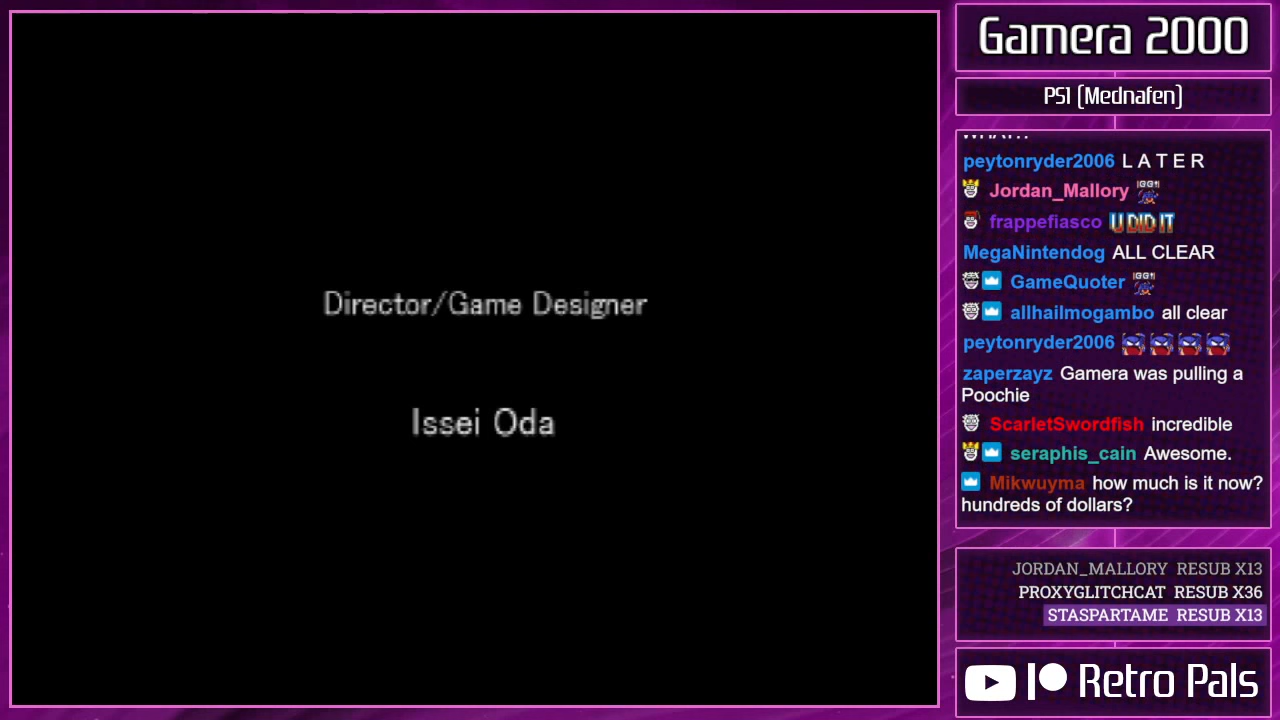 Director/Game Designer
Issei Oda
Gamera 2000
PS1 (Mednafen)
peytonryder2006 L A T E R
Jordan_Mallory GG!
frappefiasco U DID IT
MegaNintendog ALL CLEAR
GameQuoter GG!
allhailmogambo all clear
peytonryder2006
zaperzayz Gamera was pulling a
Poochie
ScarletSwordfish incredible
seraphis_cain Awesome.
Mikwuyma how much is it now?
hundreds of dollars?
JORDAN_MALLORY RESUB X13
PROXYGLITCHCAT RESUB X36
STASPARTAME RESUB X13
Retro Pals